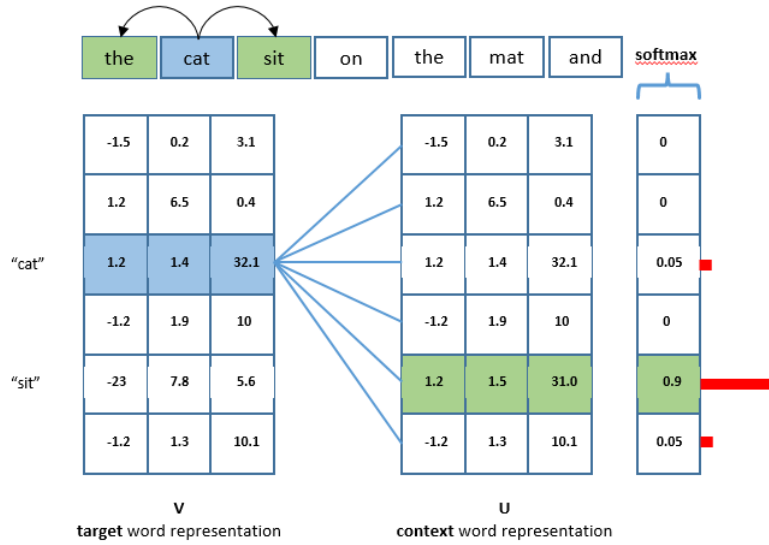 the cat sit on the mat and softmax
-1.5 0.2 3.1 -1.5 0.2 3.1 0
1.2 6.5 0.4 1.2 6.5 0.4 0
“cat” 1.2 1.4 32.1 1.2 1.4 32.1 0.05
-1.2 1.9 10 -1.2 1.9 10 0
“sit” -23 7.8 5.6 1.2 1.5 31.0 0.9
-1.2 1.3 10.1 -1.2 1.3 10.1 0.05
V U
target word representation context word representation